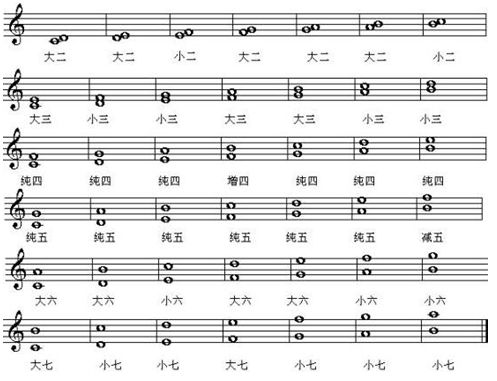 大二 大二 小二 大二 大二 大二 小二
大三 小三 小三 大三 大三 小三 小三
纯四 纯四 纯四 增四 纯四 纯四 纯四
纯五 纯五 纯五 纯五 纯五 纯五 减五
大六 大六 小六 大六 大六 小六 小六
大七 小七 小七 大七 小七 小七 小七